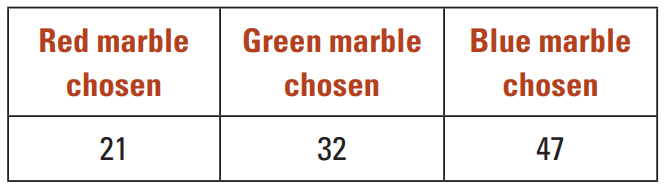 Red marble chosen
Green marble chosen
Blue marble chosen
21
32
47